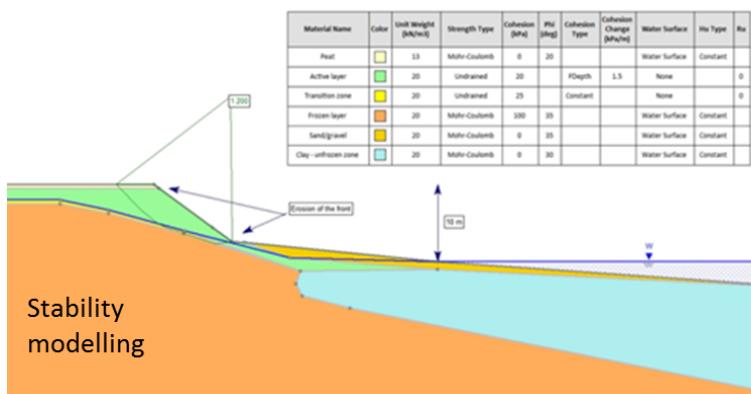 Material Name Color Unit Weight (kN/m3) Strength Type Cohesion (kPa) Phi (deg) Cohesion Type Cohesion Change (kPa/m) Water Surface Hu Type Ru
Peat 13 Mohr-Coulomb 0 20 Water Surface Constant
Active layer 20 Undrained 20 FDepth 1.5 None 0
Transition zone 20 Undrained 25 Constant None 0
Frozen layer 20 Mohr-Coulomb 100 35 Water Surface Constant
Sand/gravel 20 Mohr-Coulomb 0 35 Water Surface Constant
Clay - unfrozen zone 20 Mohr-Coulomb 0 30 Water Surface Constant
1.200
Erosion of the front
10 m
W
W
Stability
modelling